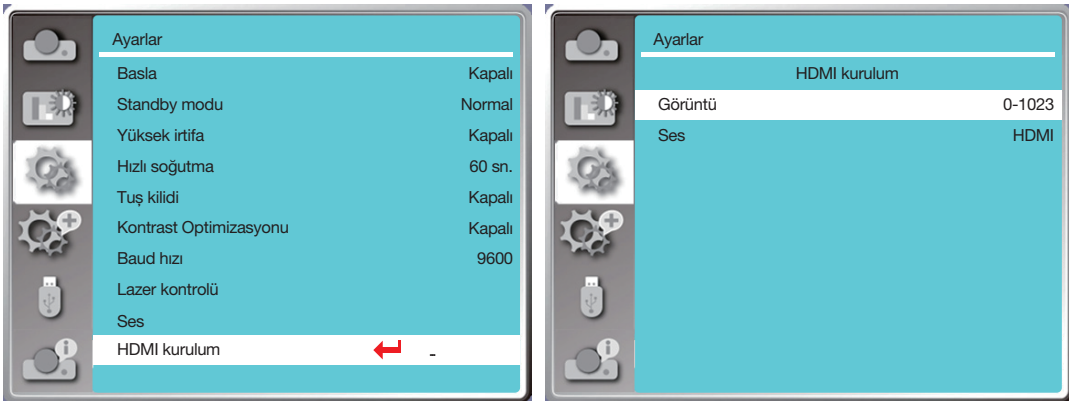 Ayarlar
Basla Kapalı
Standby modu Normal
Yüksek irtifa Kapalı
Hızlı soğutma 60 sn.
Tuş kilidi Kapalı
Kontrast Optimizasyonu Kapalı
Baud hızı 9600
Lazer kontrolü
Ses
HDMI kurulum -
Ayarlar
HDMI kurulum
Görüntü 0-1023
Ses HDMI